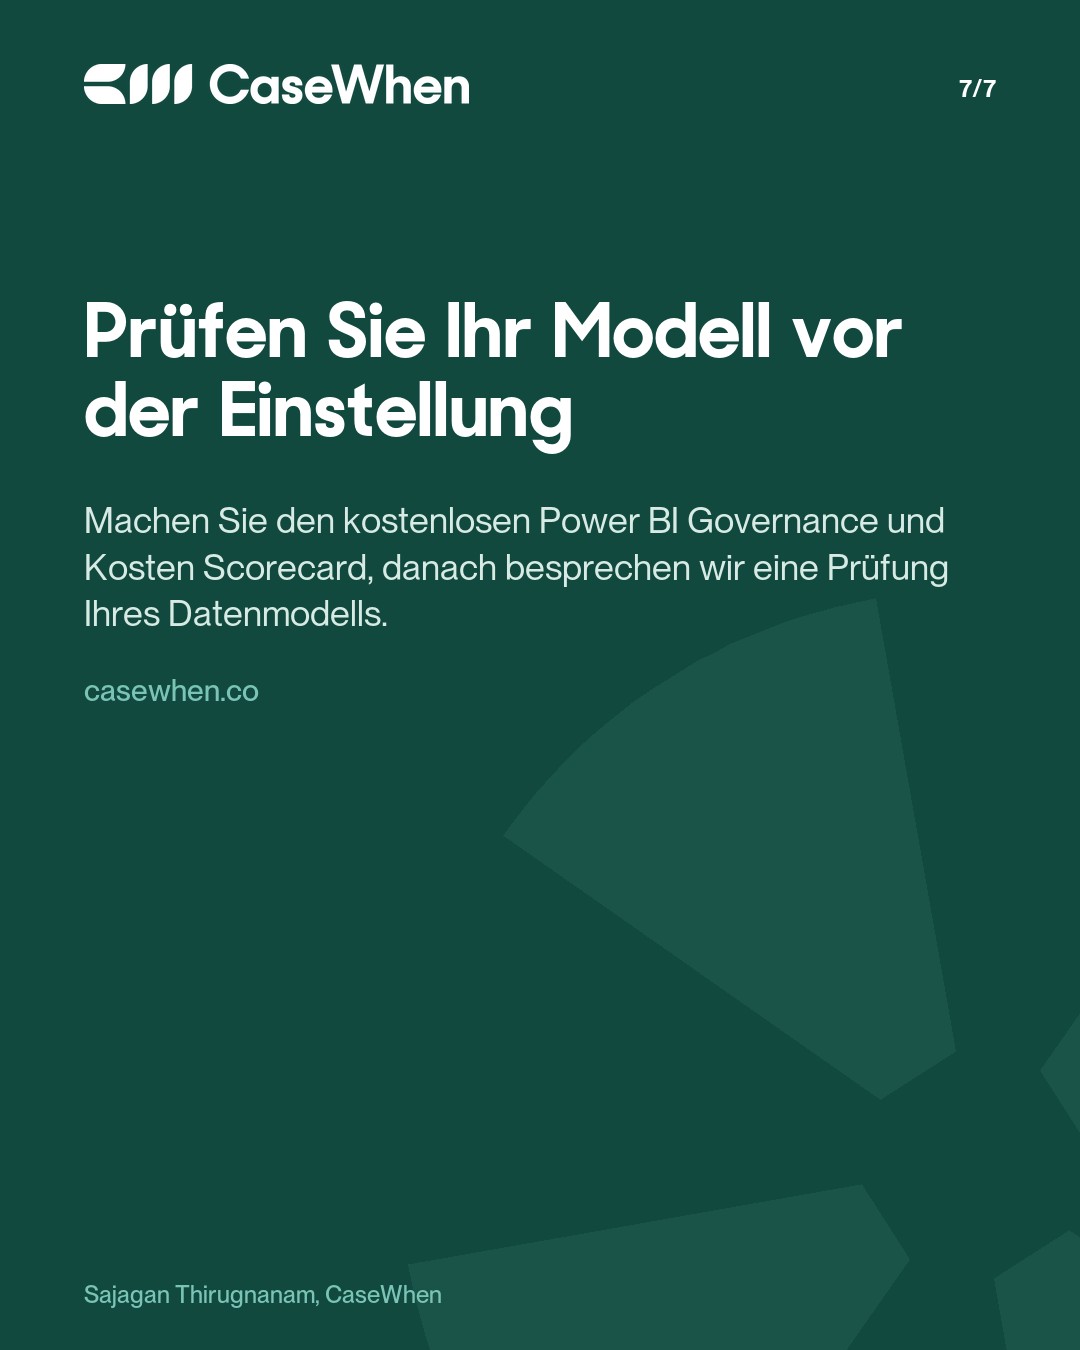 CaseWhen
7/7
Prüfen Sie Ihr Modell vor
der Einstellung
Machen Sie den kostenlosen Power BI Governance und
Kosten Scorecard, danach besprechen wir eine Prüfung
Ihres Datenmodells.
casewhen.co
Sajagan Thirugnanam, CaseWhen